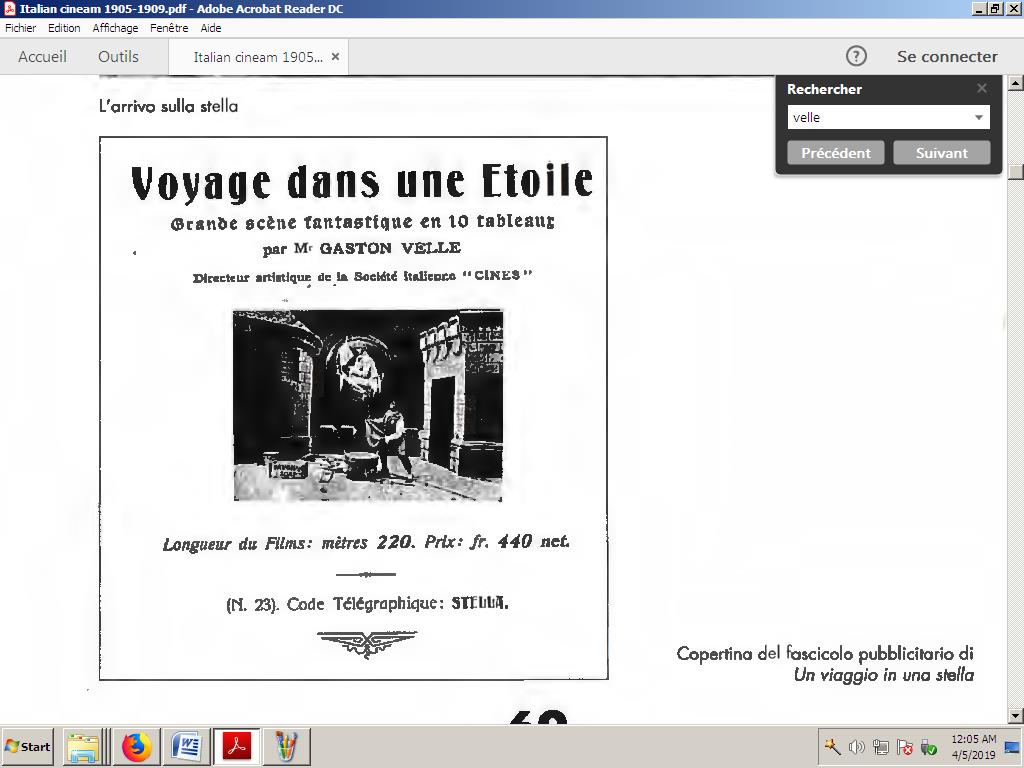 Italian cineam 1905-1909.pdf - Adobe Acrobat Reader DC
Fichier Edition Affichage Fenêtre Aide
Accueil Outils Italian cineam 1905... × ? Se connecter
Rechercher
velle
Précédent Suivant
L'arrivo sulla stella
Voyage dans une Etoile
Grande scène fantastique en 10 tableaux
par Mr GASTON VELLE
Directeur artistique de la Société Italienne "CINES"
SOAP
Longueur du Films: mètres 220. Prix: fr. 440 net.
(N. 23). Code Télégraphique: STELLA.
Copertina del fascicolo pubblicitario di
Un viaggio in una stella
Start
12:05 AM
4/5/2019